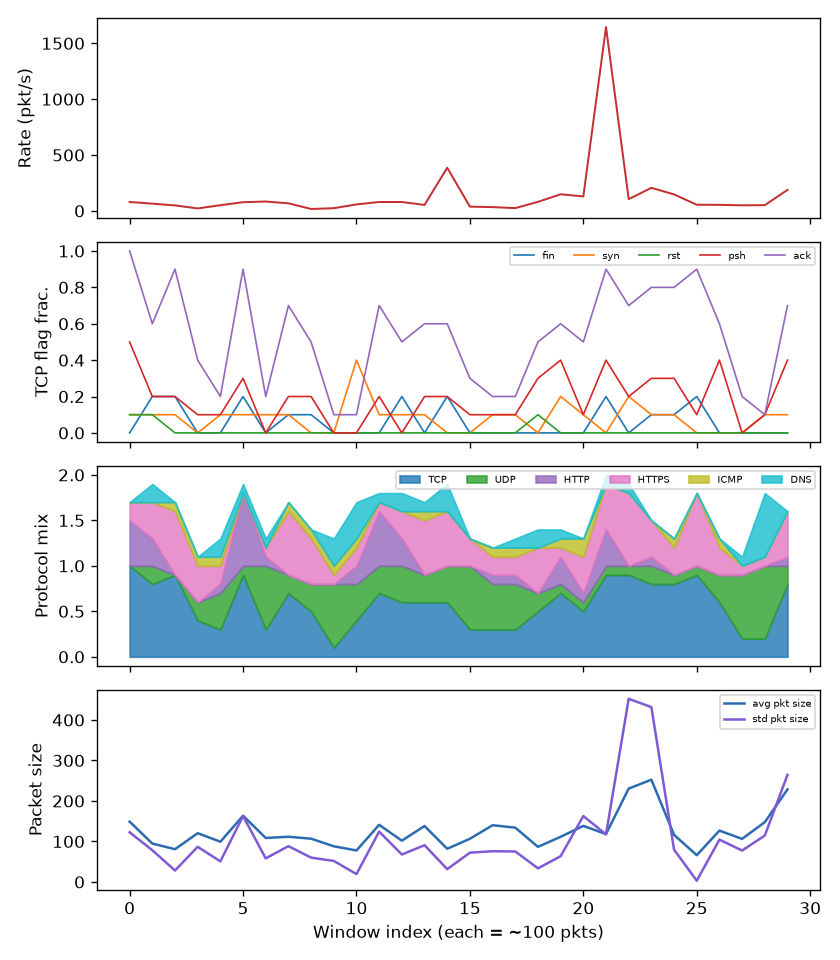 1500
1000
500
0
Rate (pkt/s)
fin syn rst psh ack
1.0
0.8
0.6
0.4
0.2
0.0
TCP flag frac.
TCP UDP HTTP HTTPS ICMP DNS
2.0
1.5
1.0
0.5
0.0
Protocol mix
avg pkt size
std pkt size
400
300
200
100
0
Packet size
0 5 10 15 20 25 30
Window index (each = ~100 pkts)